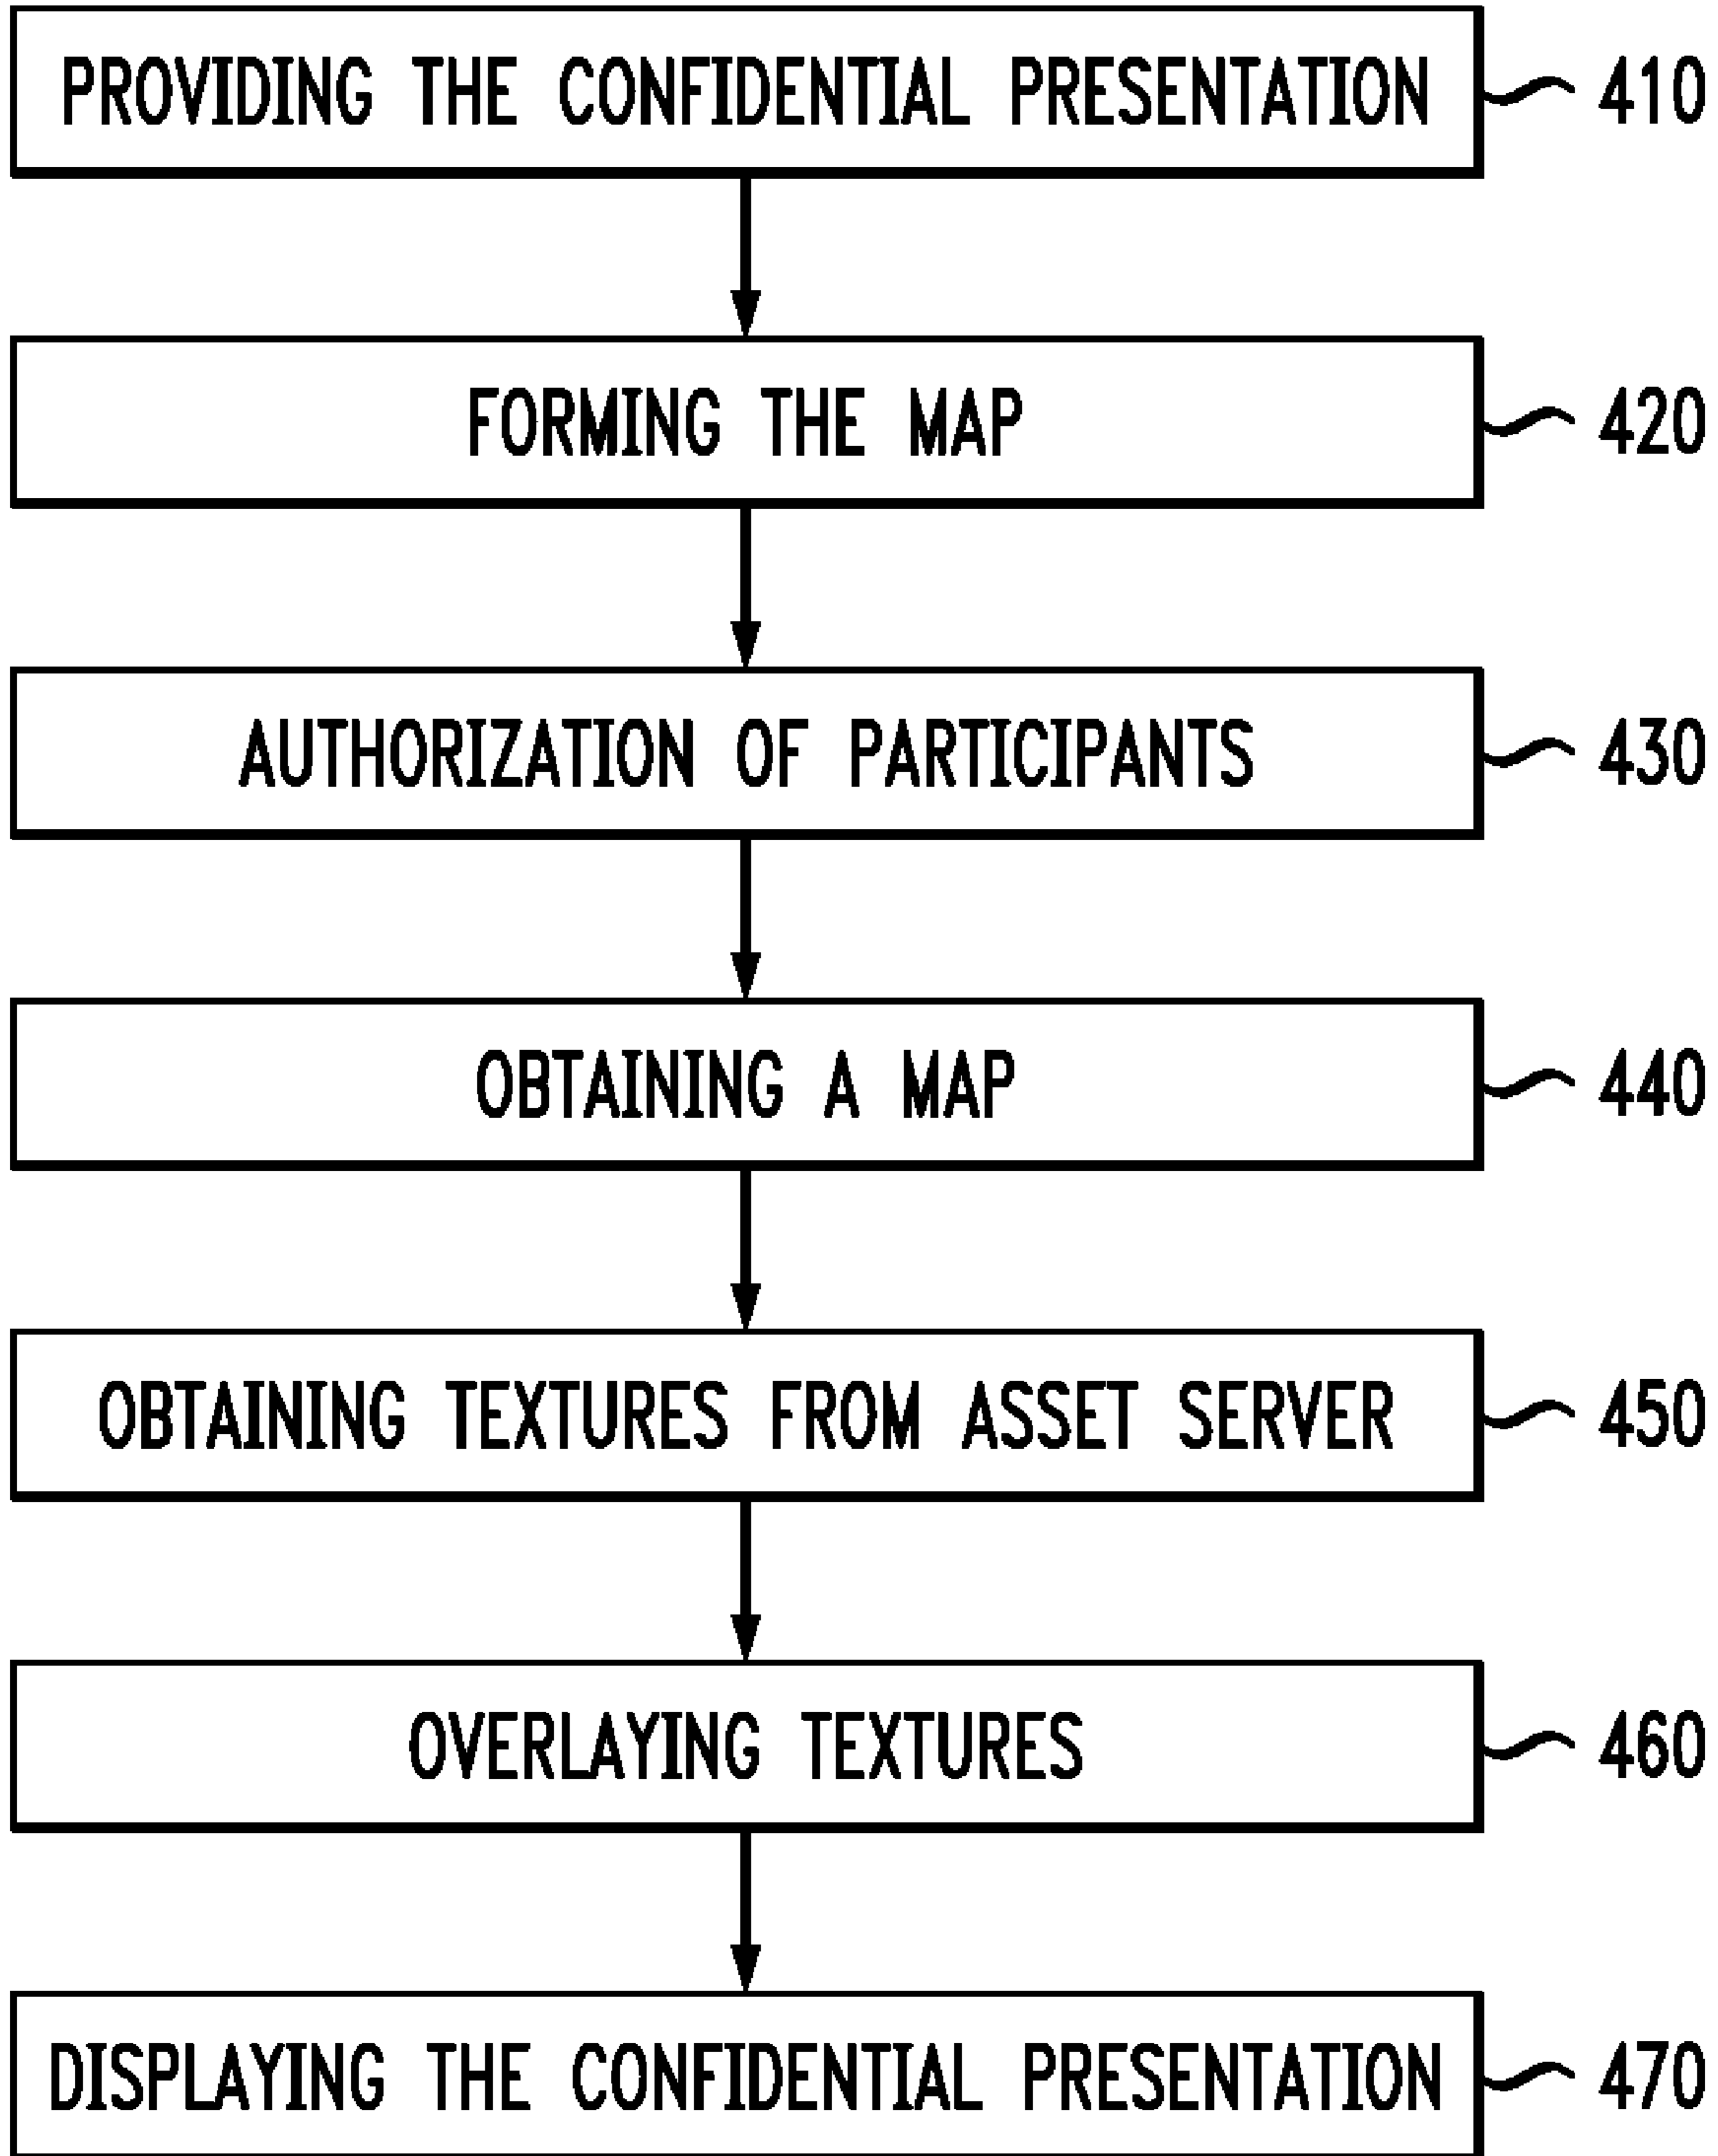 PROVIDING THE CONFIDENTIAL PRESENTATION 410
FORMING THE MAP 420
AUTHORIZATION OF PARTICIPANTS 430
OBTAINING A MAP 440
OBTAINING TEXTURES FROM ASSET SERVER 450
OVERLAYING TEXTURES 460
DISPLAYING THE CONFIDENTIAL PRESENTATION 470